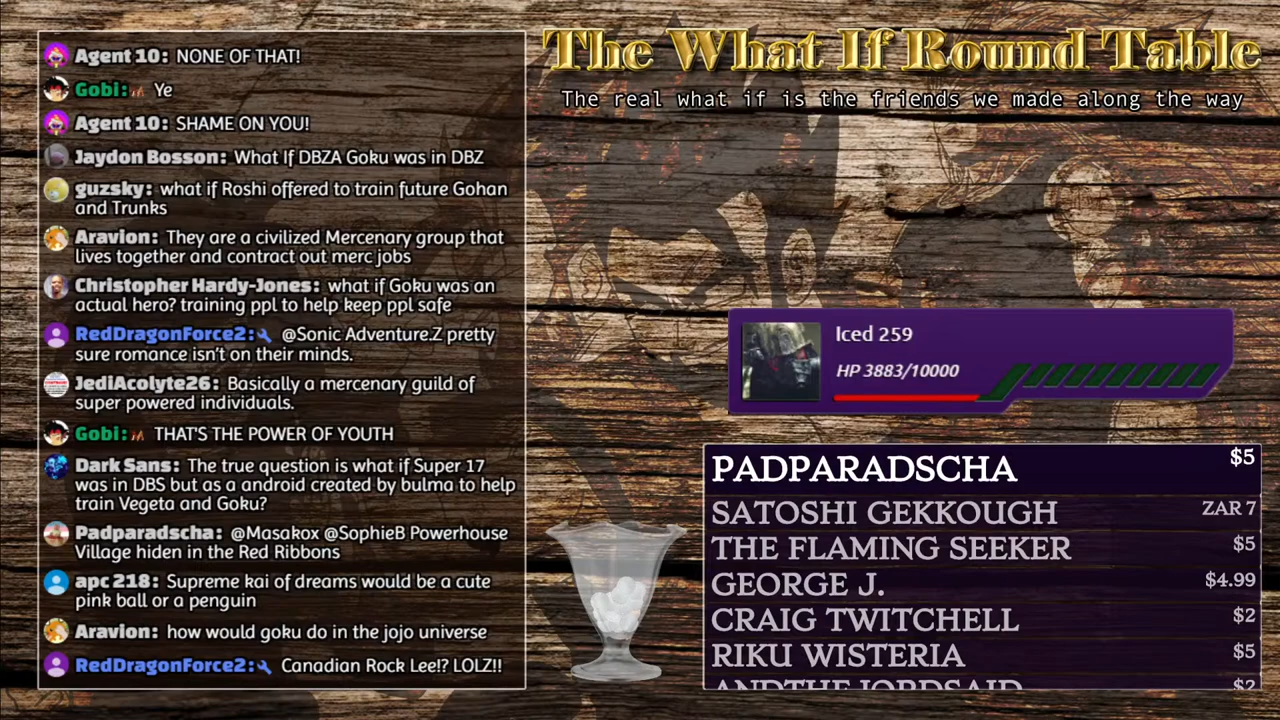 Agent 10: NONE OF THAT!
Gobi: Ye
Agent 10: SHAME ON YOU!
Jaydon Bosson: What If DBZA Goku was in DBZ
guzsky: what if Roshi offered to train future Gohan
and Trunks
Aravion: They are a civilized Mercenary group that
lives together and contract out merc jobs
Christopher Hardy-Jones: what if Goku was an
actual hero? training ppl to help keep ppl safe
RedDragonForce2: @Sonic Adventure.Z pretty
sure romance isn't on their minds.
JediAcolyte26: Basically a mercenary guild of
super powered individuals.
Gobi: THAT'S THE POWER OF YOUTH
Dark Sans: The true question is what if Super 17
was in DBS but as a android created by bulma to help
train Vegeta and Goku?
Padparadscha: @Masakox @SophieB Powerhouse
Village hiden in the Red Ribbons
apc 218: Supreme kai of dreams would be a cute
pink ball or a penguin
Aravion: how would goku do in the jojo universe
RedDragonForce2: Canadian Rock Lee!? LOLZ!!
The What If Round Table
The real what if is the friends we made along the way
Iced 259
HP 3883/10000
PADPARADSCHA $5
SATOSHI GEKKOUGH ZAR 7
THE FLAMING SEEKER $5
GEORGE J. $4.99
CRAIG TWITCHELL $2
RIKU WISTERIA $5
ANDTHELORDSAID $2